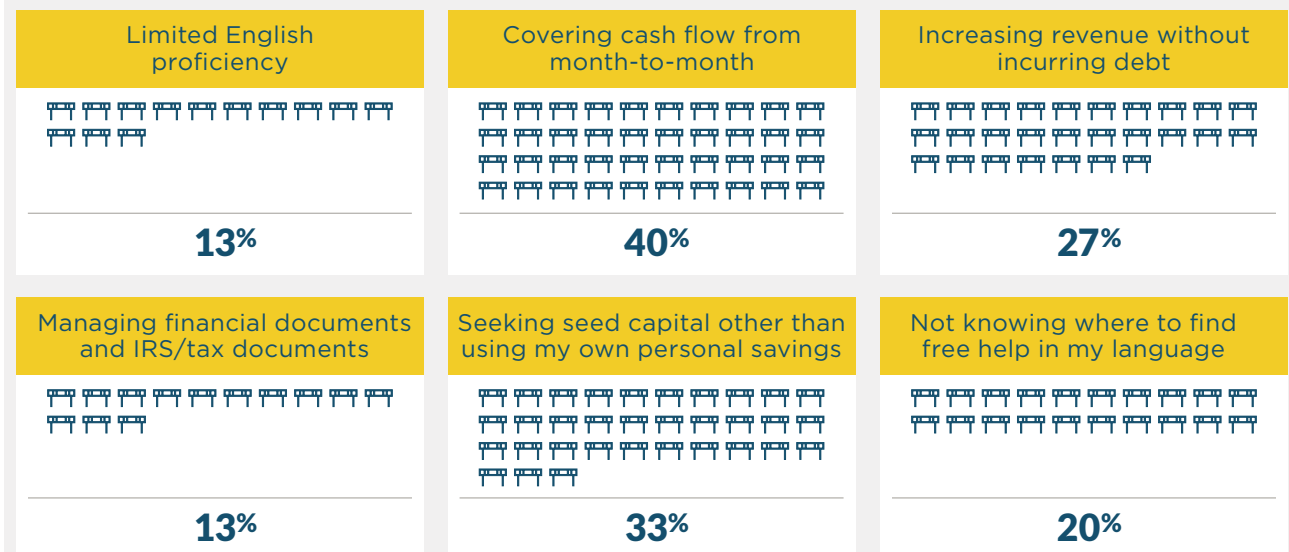 Limited English
proficiency
13%
Covering cash flow from
month-to-month
40%
Increasing revenue without
incurring debt
27%
Managing financial documents
and IRS/tax documents
13%
Seeking seed capital other than
using my own personal savings
33%
Not knowing where to find
free help in my language
20%